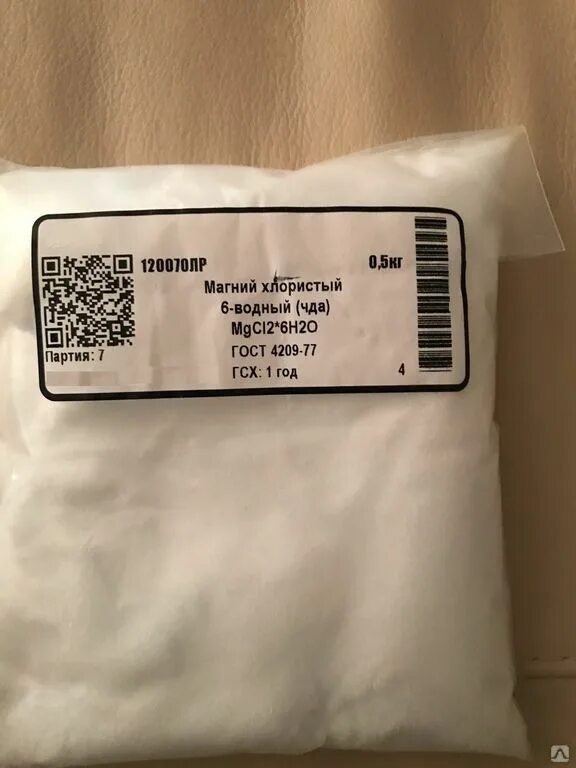 120070ЛР 0,5кг
Магний хлористый
6-водный (чда)
MgCl2*6H2O
ГОСТ 4209-77
Партия: 7
ГСХ: 1 год 4